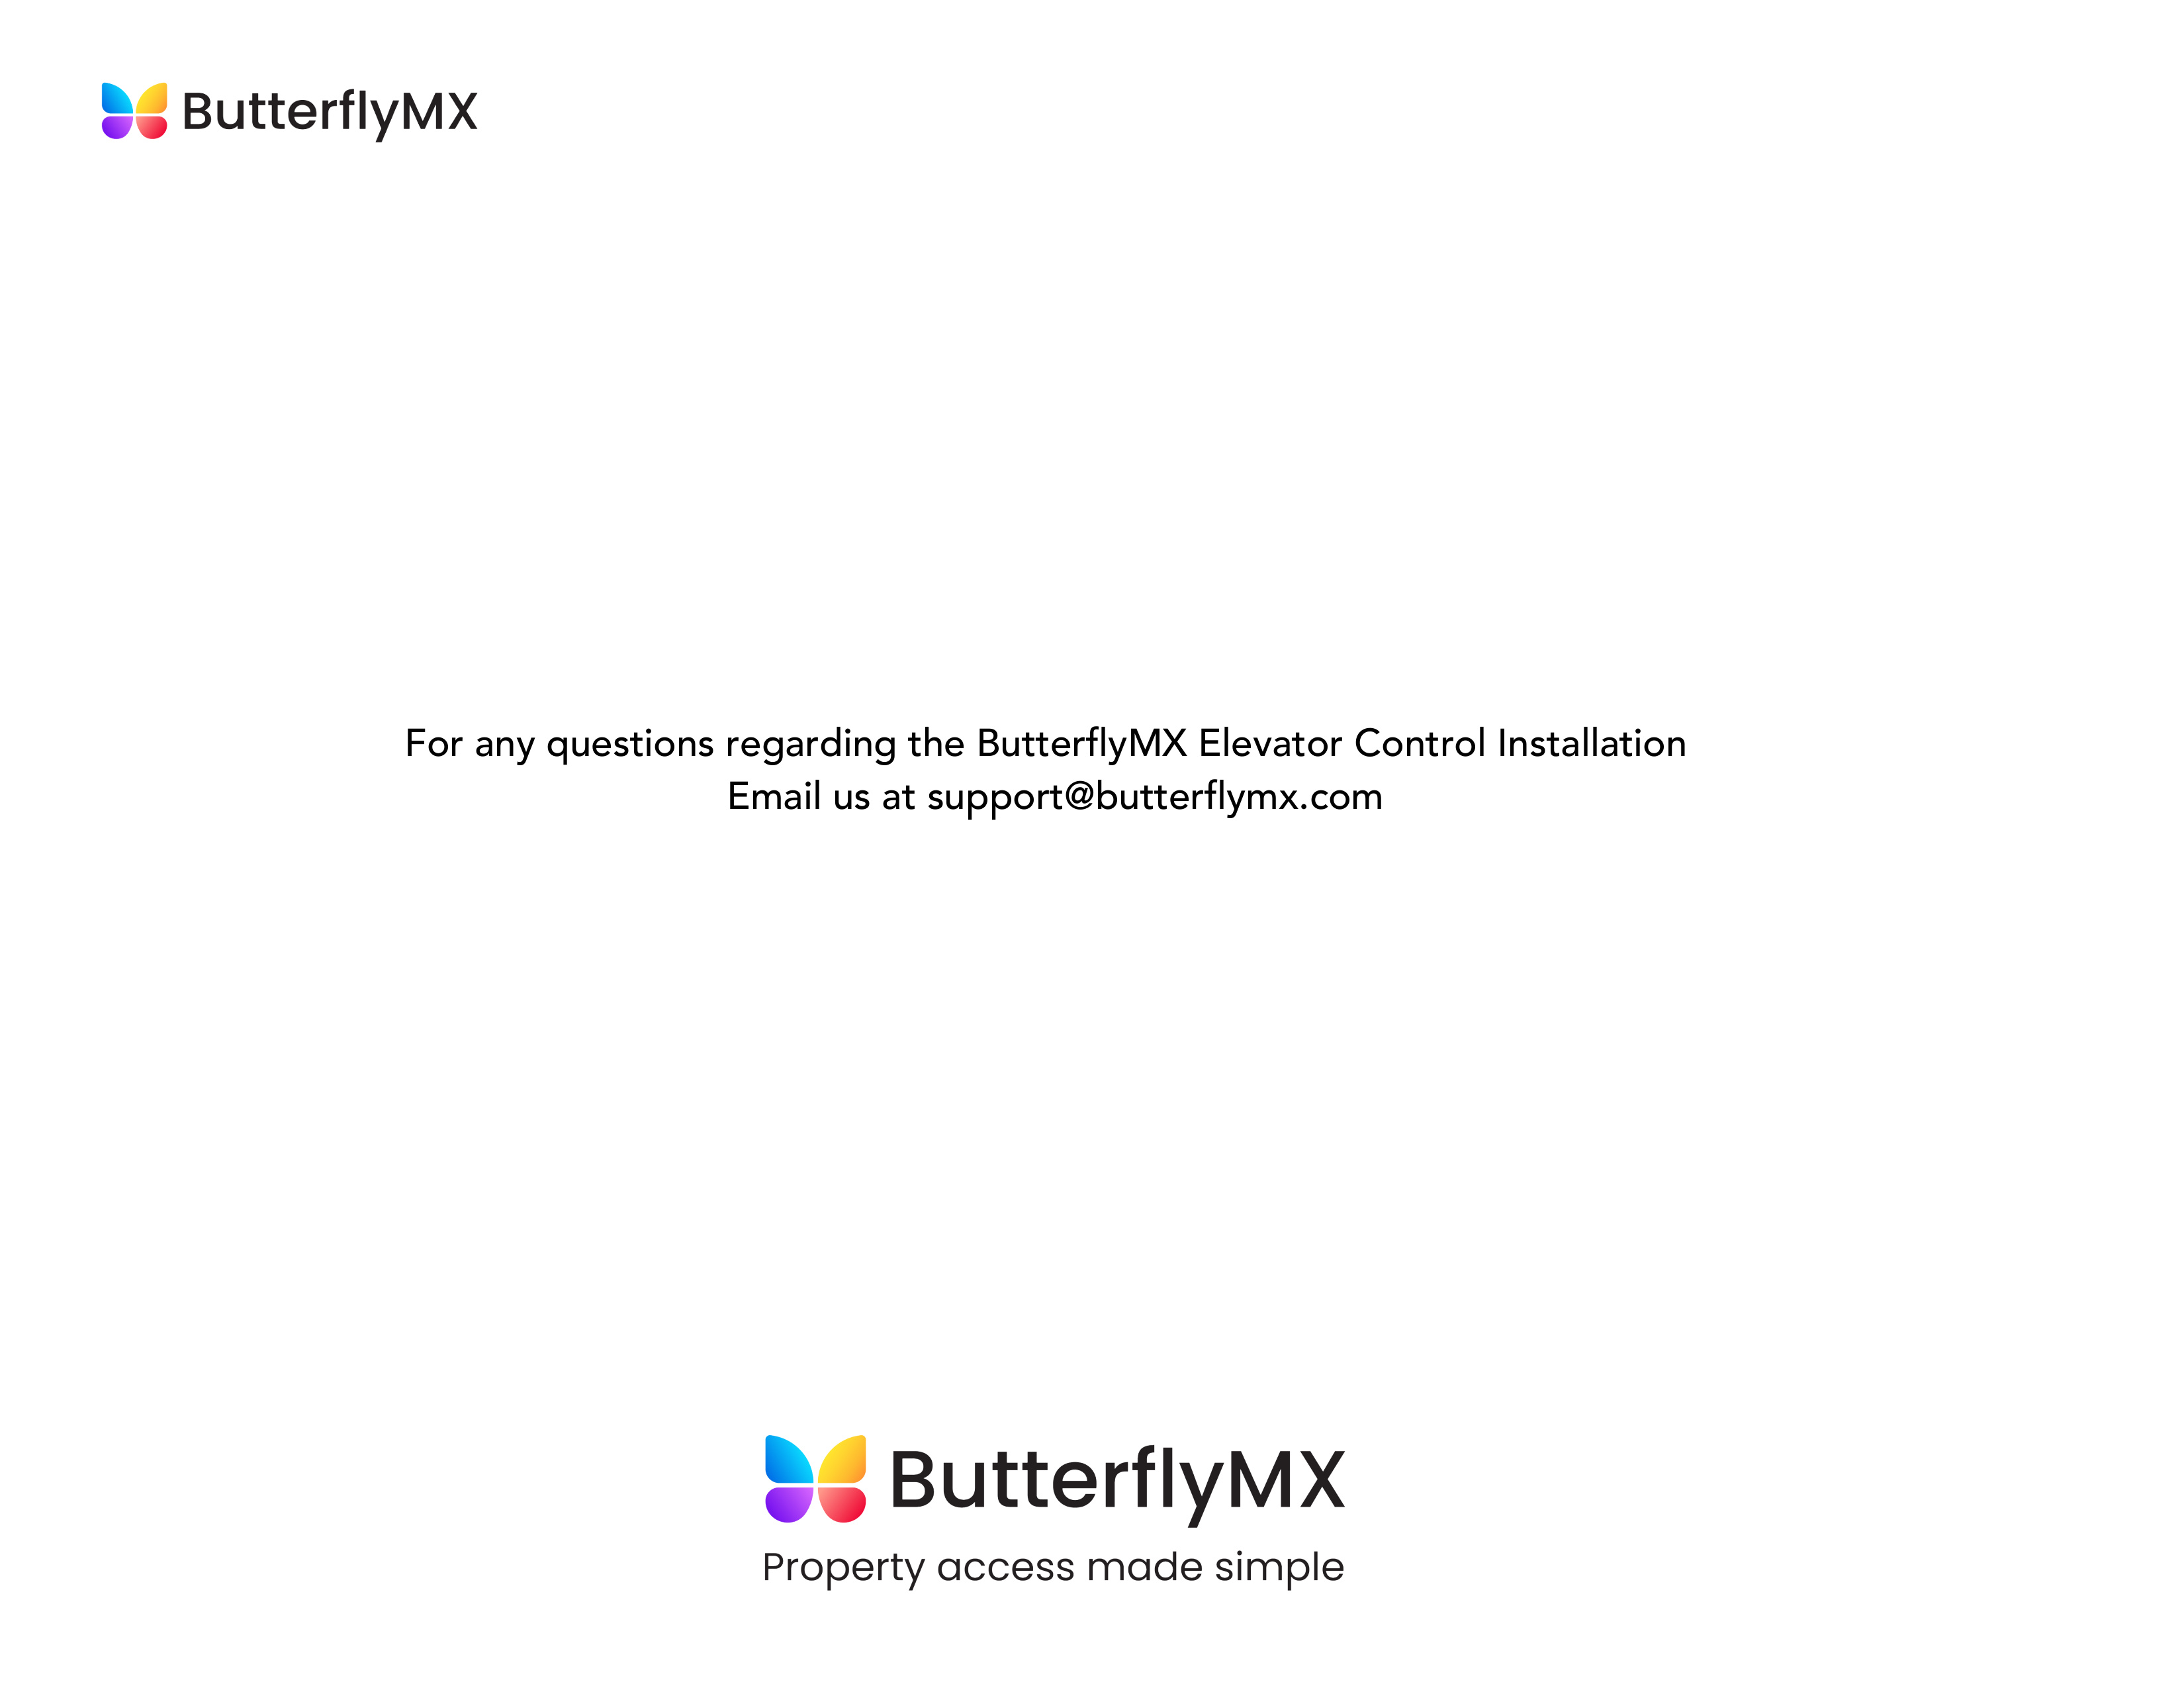 ButterflyMX
For any questions regarding the ButterflyMX Elevator Control Installation
Email us at support@butterflymx.com
ButterflyMX
Property access made simple